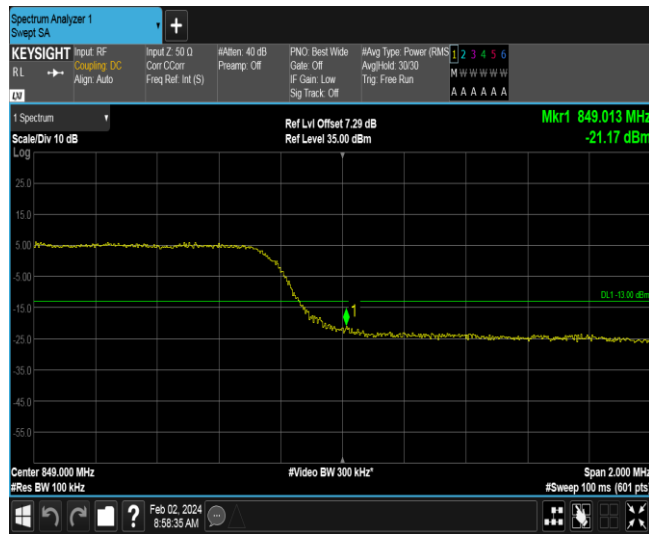 Spectrum Analyzer 1
Swept SA
+
KEYSIGHT Input: RF Input Z: 50 Ω #Atten: 40 dB PNO: Best Wide #Avg Type: Power (RMS 1 2 3 4 5 6
RL Coupling: DC Corr CCorr Preamp: Off Gate: Off Avg|Hold: 30/30 M W W W W W
Align: Auto Freq Ref: Int (S) IF Gain: Low Trig: Free Run
LXI Sig Track: Off A A A A A A
1 Spectrum Ref Lvl Offset 7.29 dB Mkr1 849.013 MHz
Scale/Div 10 dB Ref Level 35.00 dBm -21.17 dBm
Log
25.0
15.0
5.00
-5.00
DL1 -13.00 dBm
-15.0
1
-25.0
-35.0
-45.0
-55.0
Center 849.000 MHz #Video BW 300 kHz* Span 2.000 MHz
#Res BW 100 kHz #Sweep 100 ms (601 pts
? Feb 02, 2024
8:58:35 AM